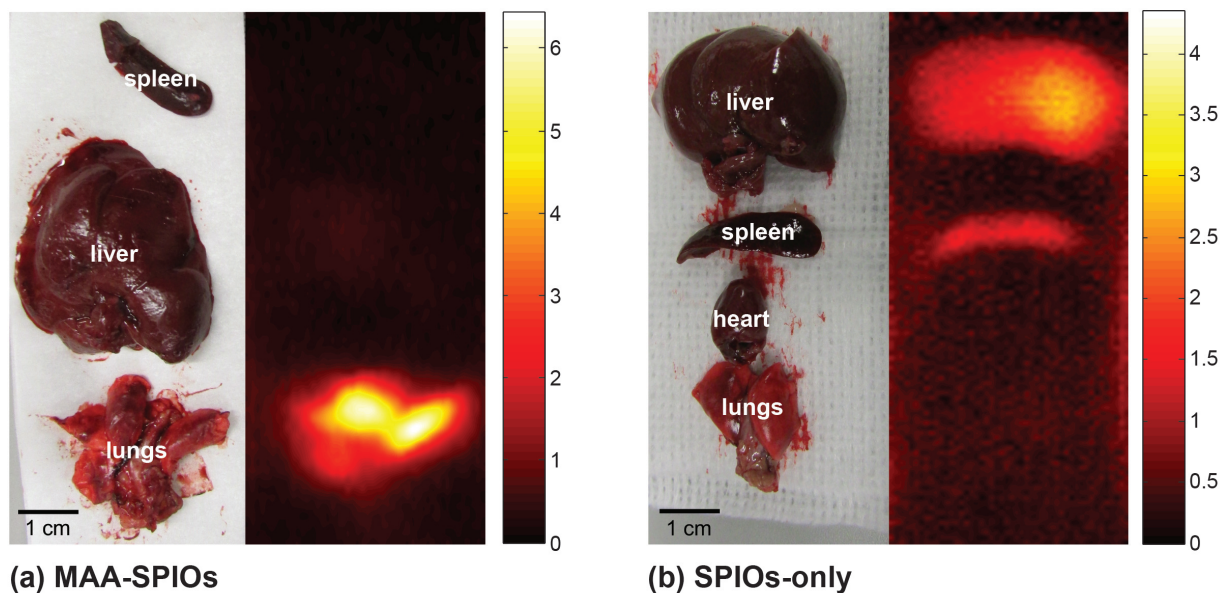 spleen
liver
lungs
1 cm
6
5
4
3
2
1
0
(a) MAA-SPIOs
liver
spleen
heart
lungs
1 cm
4
3.5
3
2.5
2
1.5
1
0.5
0
(b) SPIOs-only